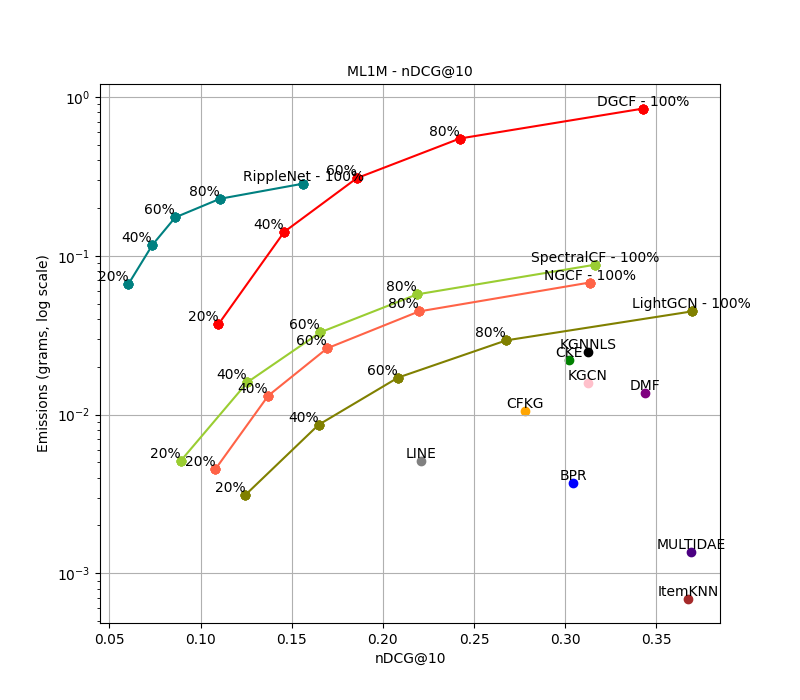 ML1M - nDCG@10
10^0
DGCF - 100%
80%
60%
RippleNet - 100%
80%
60%
40%
40%
20%
10^-1
SpectralCF - 100%
NGCF - 100%
80%
80%
LightGCN - 100%
20%
60%
60%
80%
KGNNLS
CKE
40%
40%
60%
KGCN
DMF
10^-2
40%
CFKG
20%
20%
LINE
20%
BPR
MULTIDAE
10^-3
ItemKNN
0.05
0.10
0.15
0.20
0.25
0.30
0.35
nDCG@10
Emissions (grams, log scale)